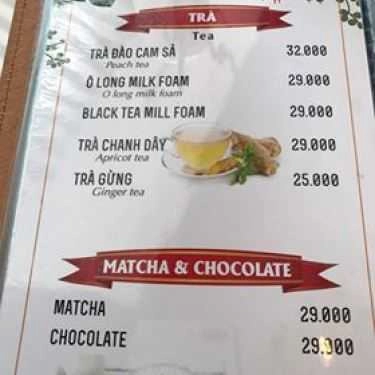 TRÀ
Tea
TRÀ ĐÀO CAM SẢ 32.000
Peach tea
Ô LONG MILK FOAM 29.000
O long milk foam
BLACK TEA MILL FOAM 29.000
TRÀ CHANH DÂY 29.000
Apricot tea
TRÀ GỪNG 25.000
Ginger tea
MATCHA & CHOCOLATE
MATCHA 29.000
CHOCOLATE 29.000